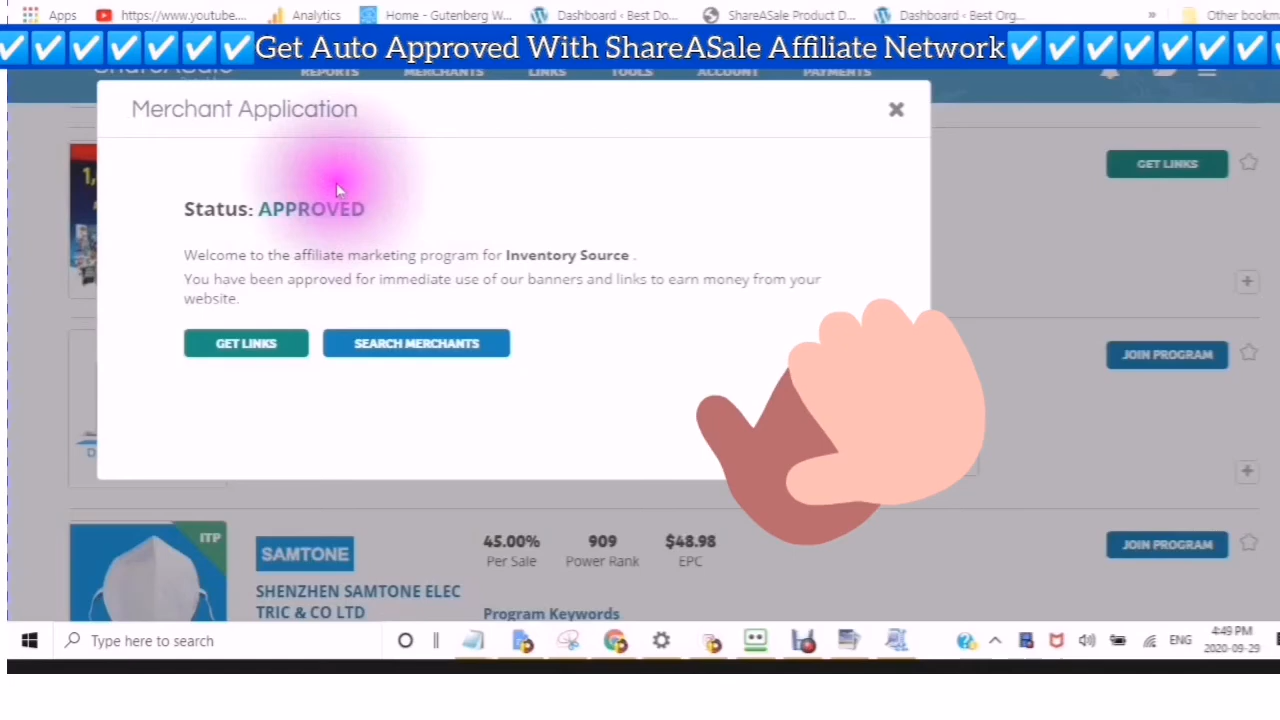 Apps
https://www.youtube....
Analytics
Home - Gutenberg W...
Dashboard ‹ Best Do...
ShareASale Product D...
Dashboard ‹ Best Org...
»
Other bookm
✅✅✅✅✅✅✅Get Auto Approved With ShareASale Affiliate Network✅✅✅✅✅✅✅✅
ShareASale
REPORTS
MERCHANTS
LINKS
TOOLS
ACCOUNT
PAYMENTS
Merchant Application
GET LINKS
Status: APPROVED
Welcome to the affiliate marketing program for Inventory Source .
You have been approved for immediate use of our banners and links to earn money from your
website.
GET LINKS
SEARCH MERCHANTS
JOIN PROGRAM
ITP
SAMTONE
45.00%
909
$48.98
Per Sale
Power Rank
EPC
JOIN PROGRAM
SHENZHEN SAMTONE ELEC
TRIC & CO LTD
Program Keywords
Type here to search
ENG
4:49 PM
2020-09-29